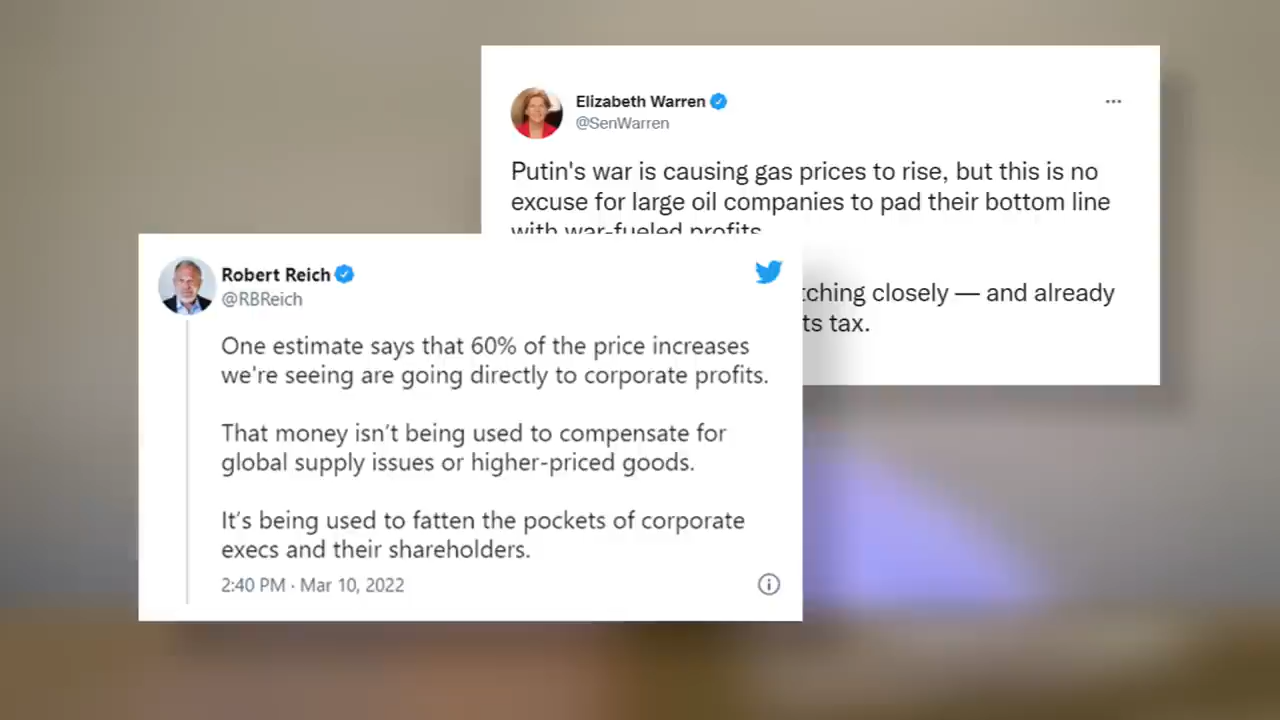 Elizabeth Warren
@SenWarren
Putin's war is causing gas prices to rise, but this is no
excuse for large oil companies to pad their bottom line
with war-fueled profits.
tching closely — and already
ts tax.
Robert Reich
@RBReich
One estimate says that 60% of the price increases
we're seeing are going directly to corporate profits.
That money isn't being used to compensate for
global supply issues or higher-priced goods.
It's being used to fatten the pockets of corporate
execs and their shareholders.
2:40 PM · Mar 10, 2022